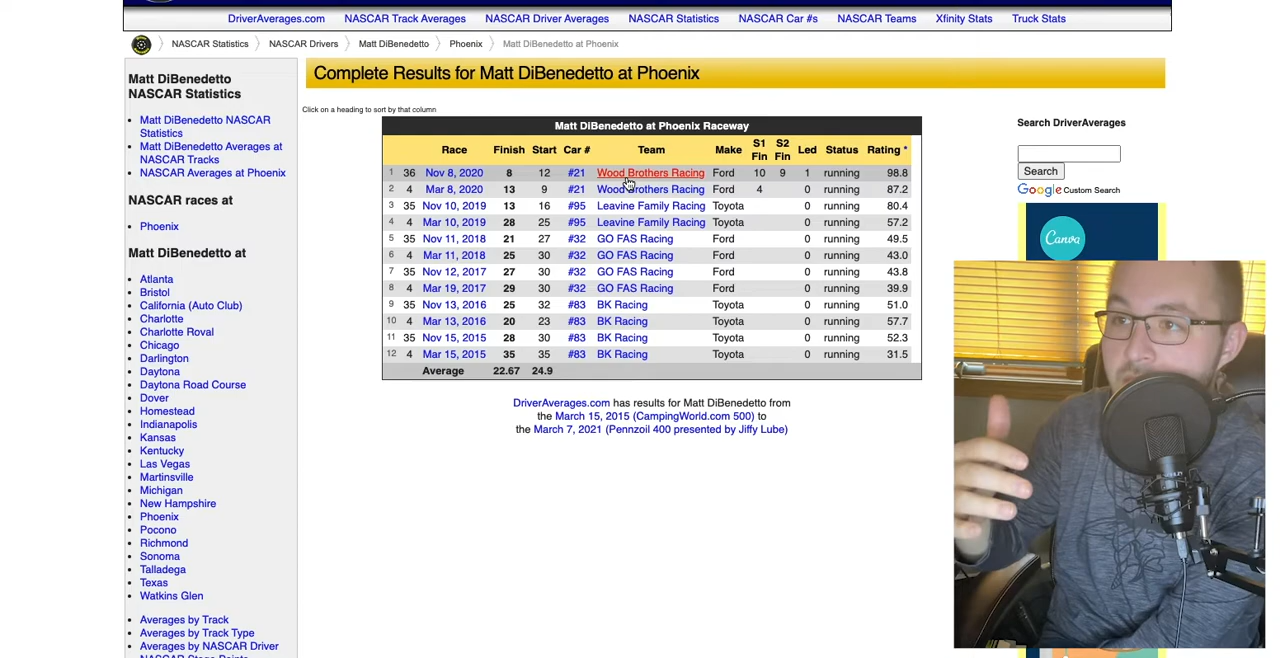 DriverAverages.com NASCAR Track Averages NASCAR Driver Averages NASCAR Statistics NASCAR Car #s NASCAR Teams Xfinity Stats Truck Stats
NASCAR Statistics NASCAR Drivers Matt DiBenedetto Phoenix Matt DiBenedetto at Phoenix
Matt DiBenedetto
NASCAR Statistics
Matt DiBenedetto NASCAR
Statistics
Matt DiBenedetto Averages at
NASCAR Tracks
NASCAR Averages at Phoenix
NASCAR races at
Phoenix
Matt DiBenedetto at
Atlanta
Bristol
California (Auto Club)
Charlotte
Charlotte Roval
Chicago
Darlington
Daytona
Daytona Road Course
Dover
Homestead
Indianapolis
Kansas
Kentucky
Las Vegas
Martinsville
Michigan
New Hampshire
Phoenix
Pocono
Richmond
Sonoma
Talladega
Texas
Watkins Glen
Averages by Track
Averages by Track Type
Averages by NASCAR Driver
Complete Results for Matt DiBenedetto at Phoenix
Click on a heading to sort by that column
Matt DiBenedetto at Phoenix Raceway
Race Finish Start Car # Team Make S1 Fin S2 Fin Led Status Rating *
1 36 Nov 8, 2020 8 12 #21 Wood Brothers Racing Ford 10 9 1 running 98.8
2 4 Mar 8, 2020 13 9 #21 Wood Brothers Racing Ford 4 0 running 87.2
3 35 Nov 10, 2019 13 16 #95 Leavine Family Racing Toyota 0 running 80.4
4 4 Mar 10, 2019 28 25 #95 Leavine Family Racing Toyota 0 running 57.2
5 35 Nov 11, 2018 21 27 #32 GO FAS Racing Ford 0 running 49.5
6 4 Mar 11, 2018 25 30 #32 GO FAS Racing Ford 0 running 43.0
7 35 Nov 12, 2017 27 30 #32 GO FAS Racing Ford 0 running 43.8
8 4 Mar 19, 2017 29 30 #32 GO FAS Racing Ford 0 running 39.9
9 35 Nov 13, 2016 25 32 #83 BK Racing Toyota 0 running 51.0
10 4 Mar 13, 2016 20 23 #83 BK Racing Toyota 0 running 57.7
11 35 Nov 15, 2015 28 30 #83 BK Racing Toyota 0 running 52.3
12 4 Mar 15, 2015 35 35 #83 BK Racing Toyota 0 running 31.5
Average 22.67 24.9
DriverAverages.com has results for Matt DiBenedetto from
the March 15, 2015 (CampingWorld.com 500) to
the March 7, 2021 (Pennzoil 400 presented by Jiffy Lube)
Search DriverAverages
Search
Google Custom Search
Canva